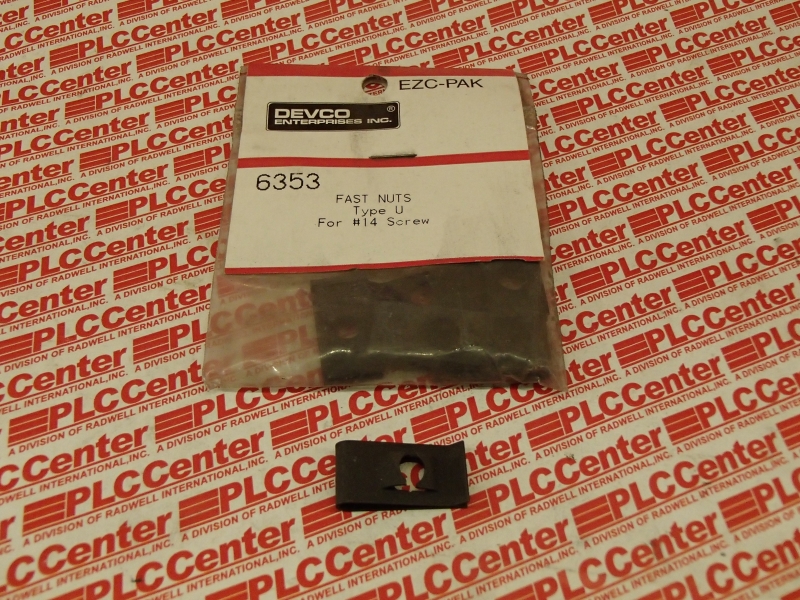 EZC-PAK
DEVCO®
ENTERPRISES INC.
6353
FAST NUTS
Type U
For #14 Screw
PLCCenter
A DIVISION OF RADWELL INTERNATIONAL,INC.